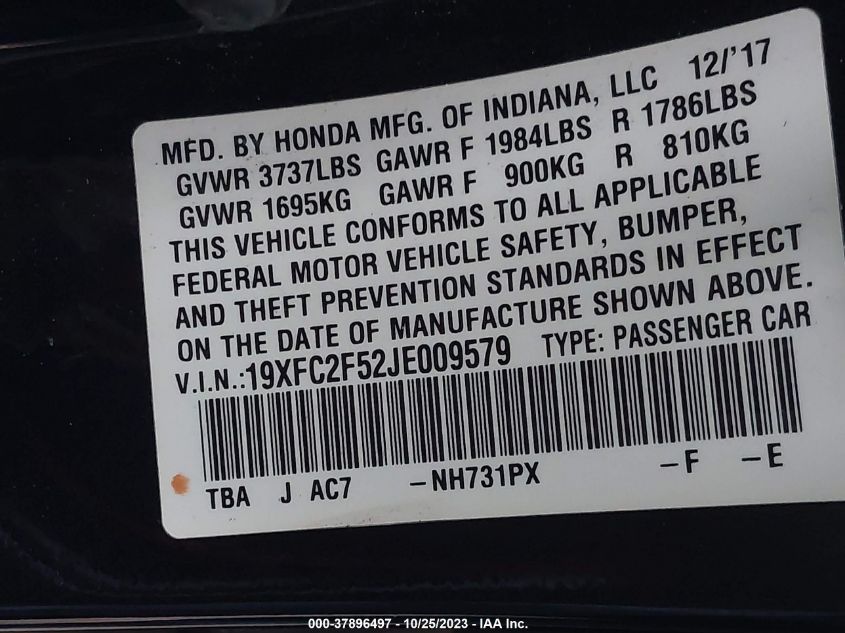 MFD. BY HONDA MFG. OF INDIANA, LLC 12/'17
GVWR 3737LBS GAWR F 1984LBS R 1786LBS
GVWR 1695KG GAWR F 900KG R 810KG
THIS VEHICLE CONFORMS TO ALL APPLICABLE
FEDERAL MOTOR VEHICLE SAFETY, BUMPER,
AND THEFT PREVENTION STANDARDS IN EFFECT
ON THE DATE OF MANUFACTURE SHOWN ABOVE.
V.I.N.:19XFC2F52JE009579 TYPE: PASSENGER CAR
TBA J AC7 -NH731PX -F -E
000-37896497 - 10/25/2023 - IAA Inc.